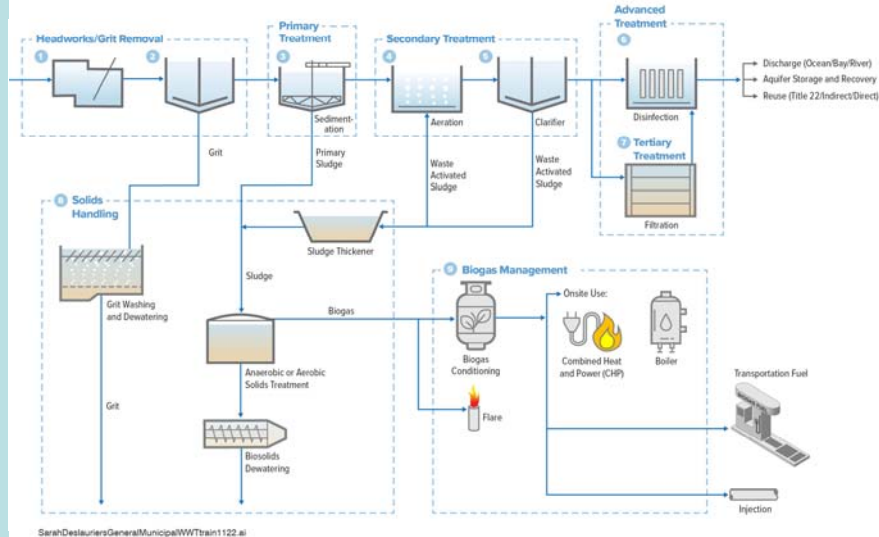 Headworks/Grit Removal
1
2
Grit
Primary
Treatment
3
Sediment-
ation
Primary
Sludge
Secondary Treatment
4
5
Aeration
Clarifier
Waste
Activated
Sludge
Waste
Activated
Sludge
Advanced
Treatment
6
Disinfection
7 Tertiary
Treatment
Filtration
Discharge (Ocean/Bay/River)
Aquifer Storage and Recovery
Reuse (Title 22/Indirect/Direct)
8 Solids
Handling
Sludge Thickener
Sludge
Grit Washing
and Dewatering
Grit
Biogas
Anaerobic or Aerobic
Solids Treatment
Biosolids
Dewatering
9 Biogas Management
Biogas
Conditioning
Flare
Onsite Use:
Combined Heat
and Power (CHP)
Boiler
Transportation Fuel
Injection
SarahDeslauriersGeneralMunicipalWWTtrain1122.ai